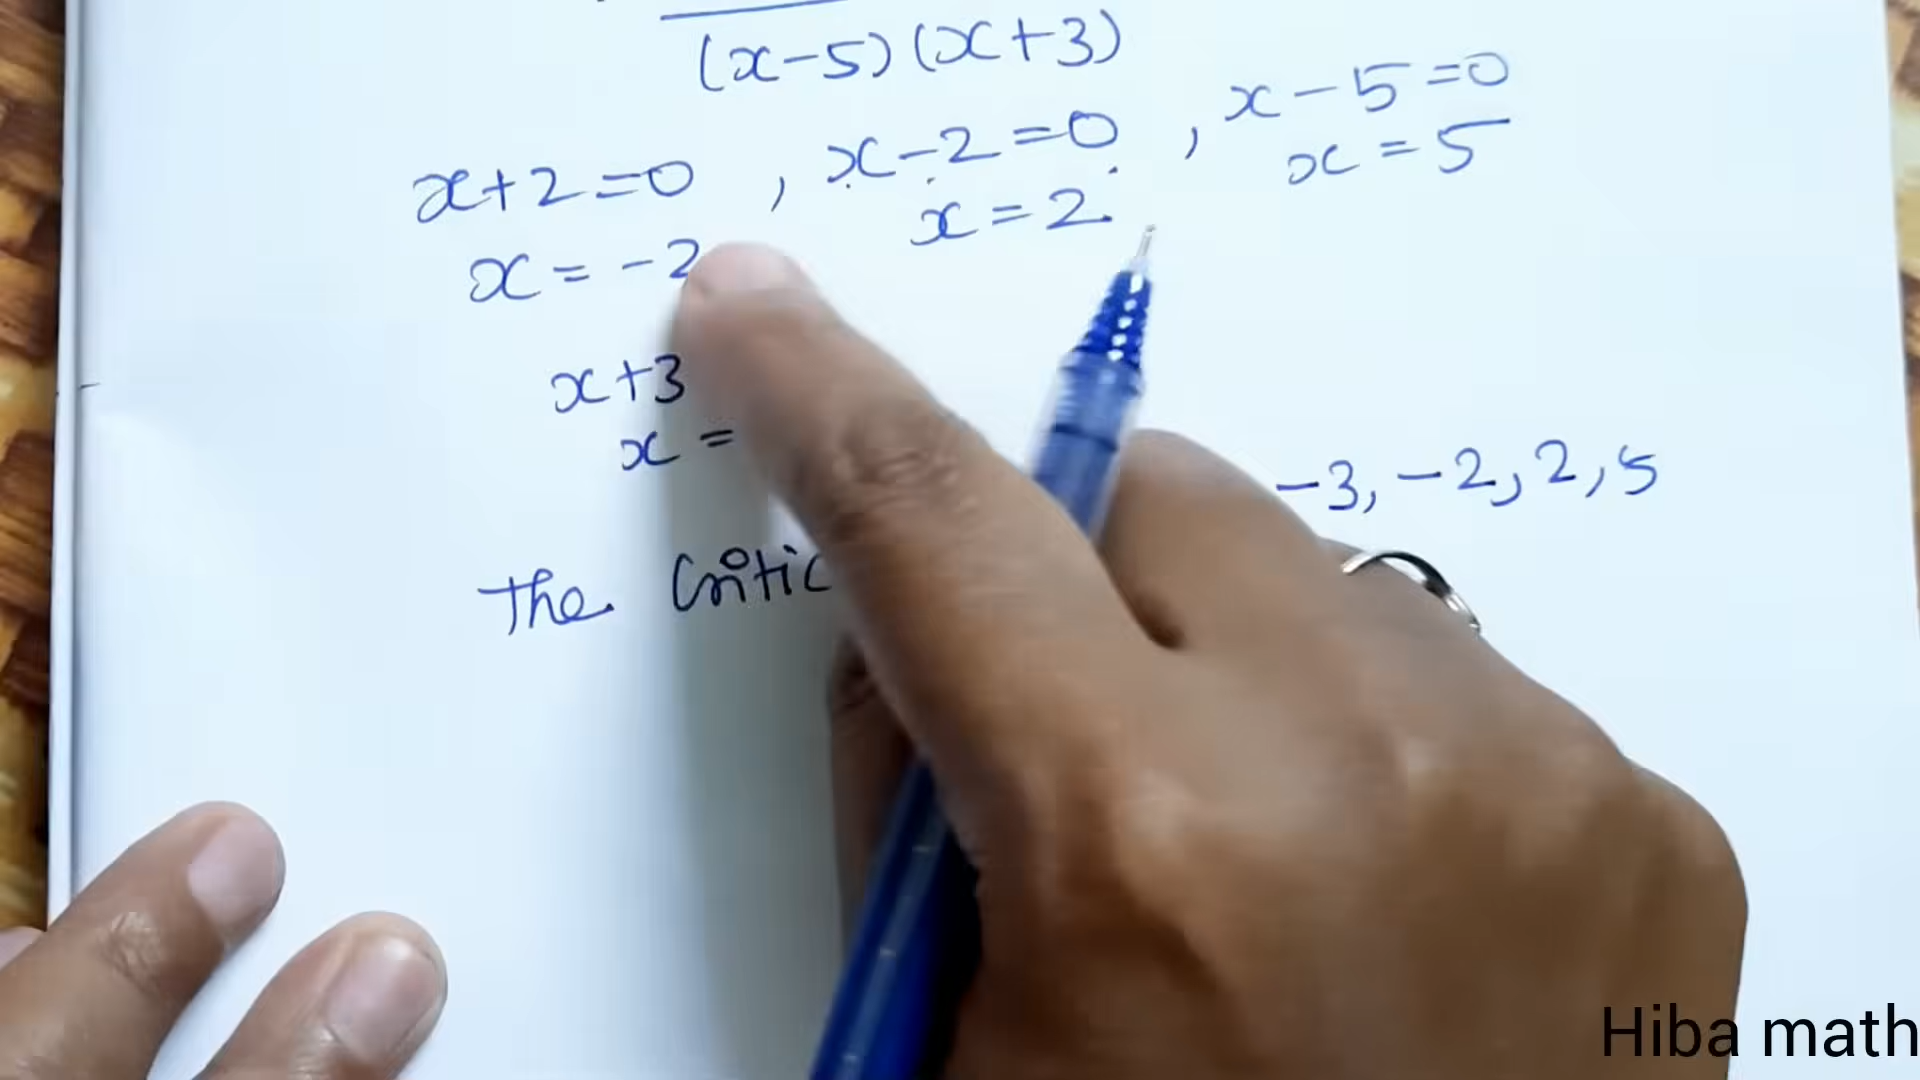 (x-5)(x+3)
x+2=0 , x-2=0 , x-5=0
x=-2 x=2 x=5
x+3
x=
-3, -2, 2, 5
The Critic
Hiba math